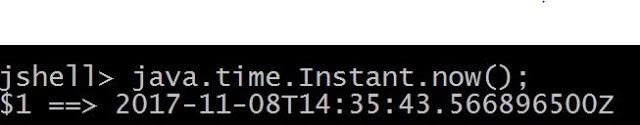 jshell> java.time.Instant.now();
$1 ==> 2017-11-08T14:35:43.566896500Z